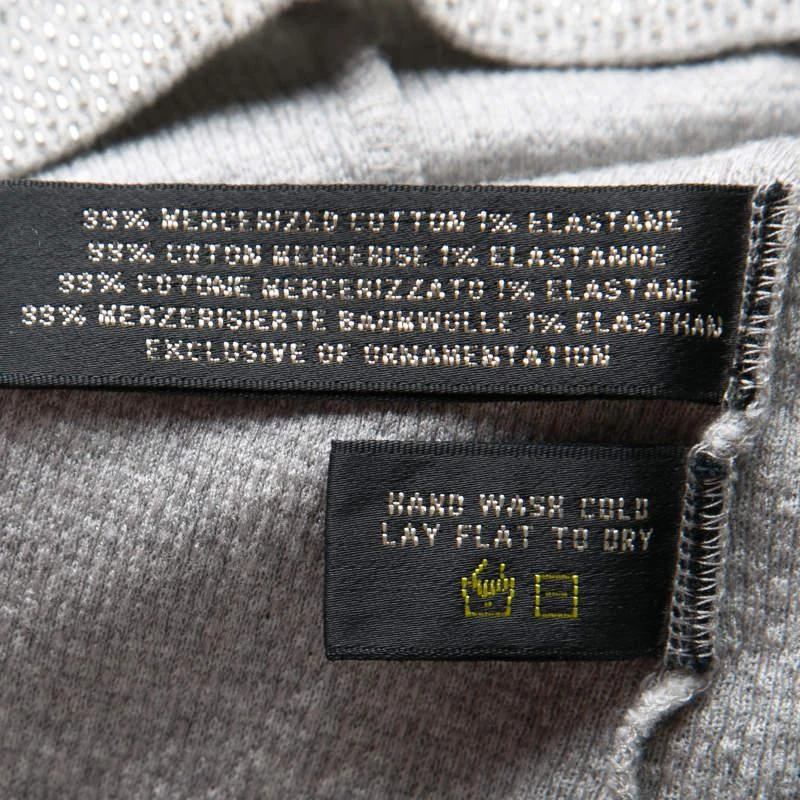 99% MERCERIZED COTTON 1% ELASTANE
99% COTON MERCERISE 1% ELASTANNE
99% COTONE MERCERIZZATO 1% ELASTANE
99% MERZERISIERTE BAUMWOLLE 1% ELASTHAN
EXCLUSIVE OF ORNAMENTATION
HAND WASH COLD
LAY FLAT TO DRY